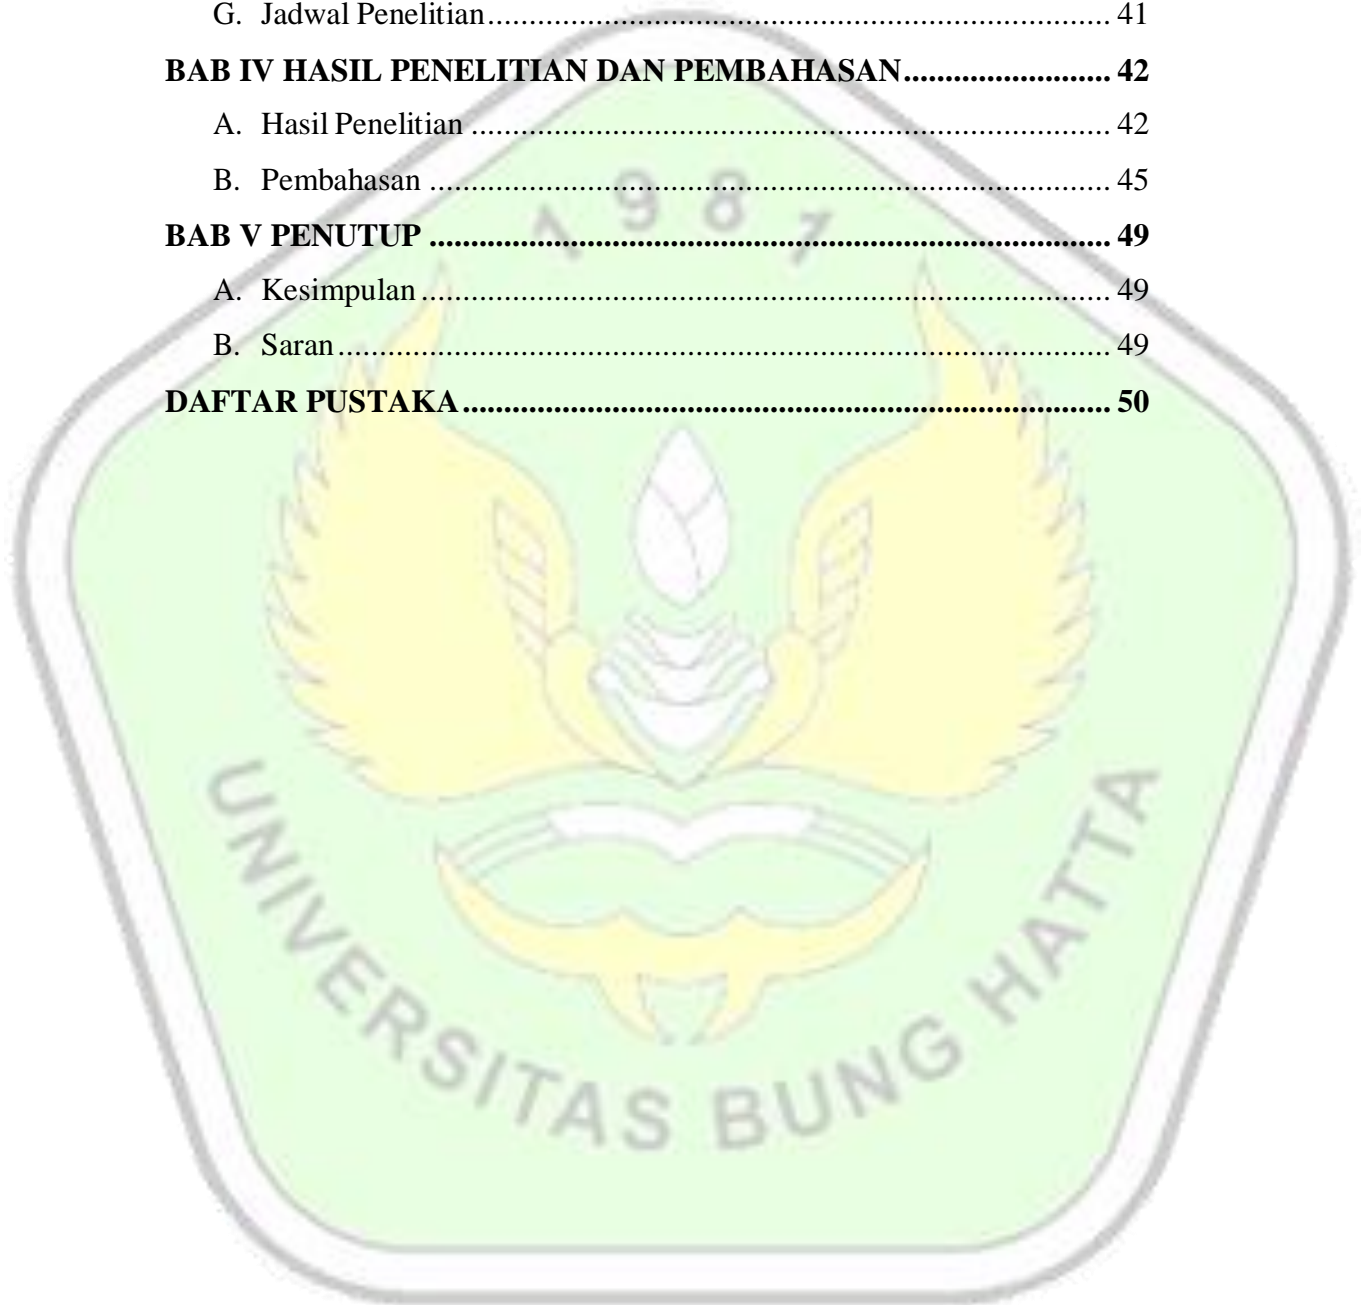 G. Jadwal Penelitian........................................................................... 41
BAB IV HASIL PENELITIAN DAN PEMBAHASAN......................... 42
A. Hasil Penelitian ............................................................................. 42
B. Pembahasan .................................................................................. 45
BAB V PENUTUP ................................................................................. 49
A. Kesimpulan ................................................................................... 49
B. Saran ............................................................................................. 49
DAFTAR PUSTAKA ............................................................................. 50
1981
UNIVERSITAS BUNG HATTA